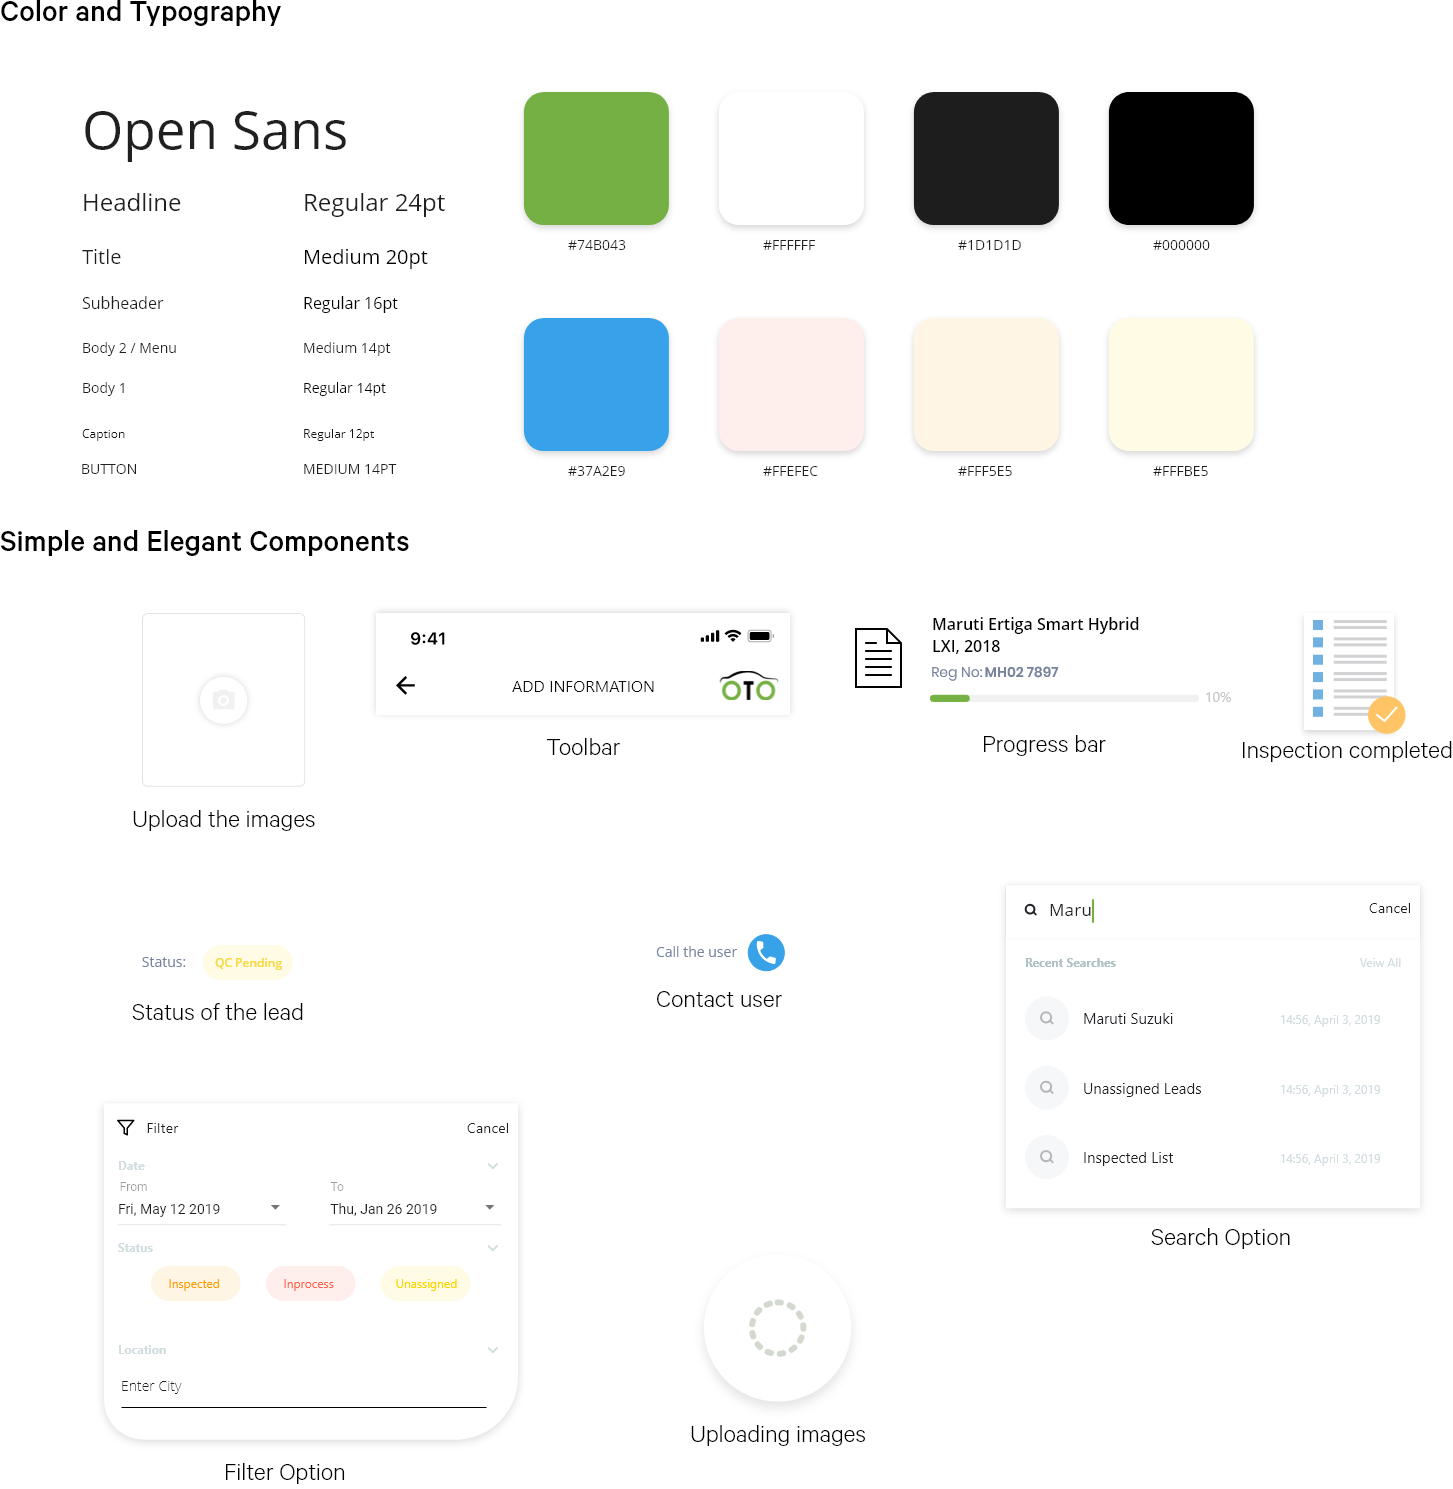 Color and Typography
Open Sans
Headline Regular 24pt
Title Medium 20pt
Subheader Regular 16pt
Body 2 / Menu Medium 14pt
Body 1 Regular 14pt
Caption Regular 12pt
BUTTON MEDIUM 14PT
#74B043 #FFFFFF #1D1D1D #000000
#37A2E9 #FFEFEC #FFF5E5 #FFFBE5
Simple and Elegant Components
Upload the images
9:41
ADD INFORMATION
OTO
Toolbar
Maruti Ertiga Smart Hybrid
LXI, 2018
Reg No: MH02 7897
10%
Progress bar
Inspection completed
Status: QC Pending
Status of the lead
Call the user
Contact user
Maru Cancel
Recent Searches Veiw All
Maruti Suzuki 14:56, April 3, 2019
Unassigned Leads 14:56, April 3, 2019
Inspected List 14:56, April 3, 2019
Search Option
Filter Cancel
Date
From To
Fri, May 12 2019 Thu, Jan 26 2019
Status
Inspected Inprocess Unassigned
Location
Enter City
Filter Option
Uploading images